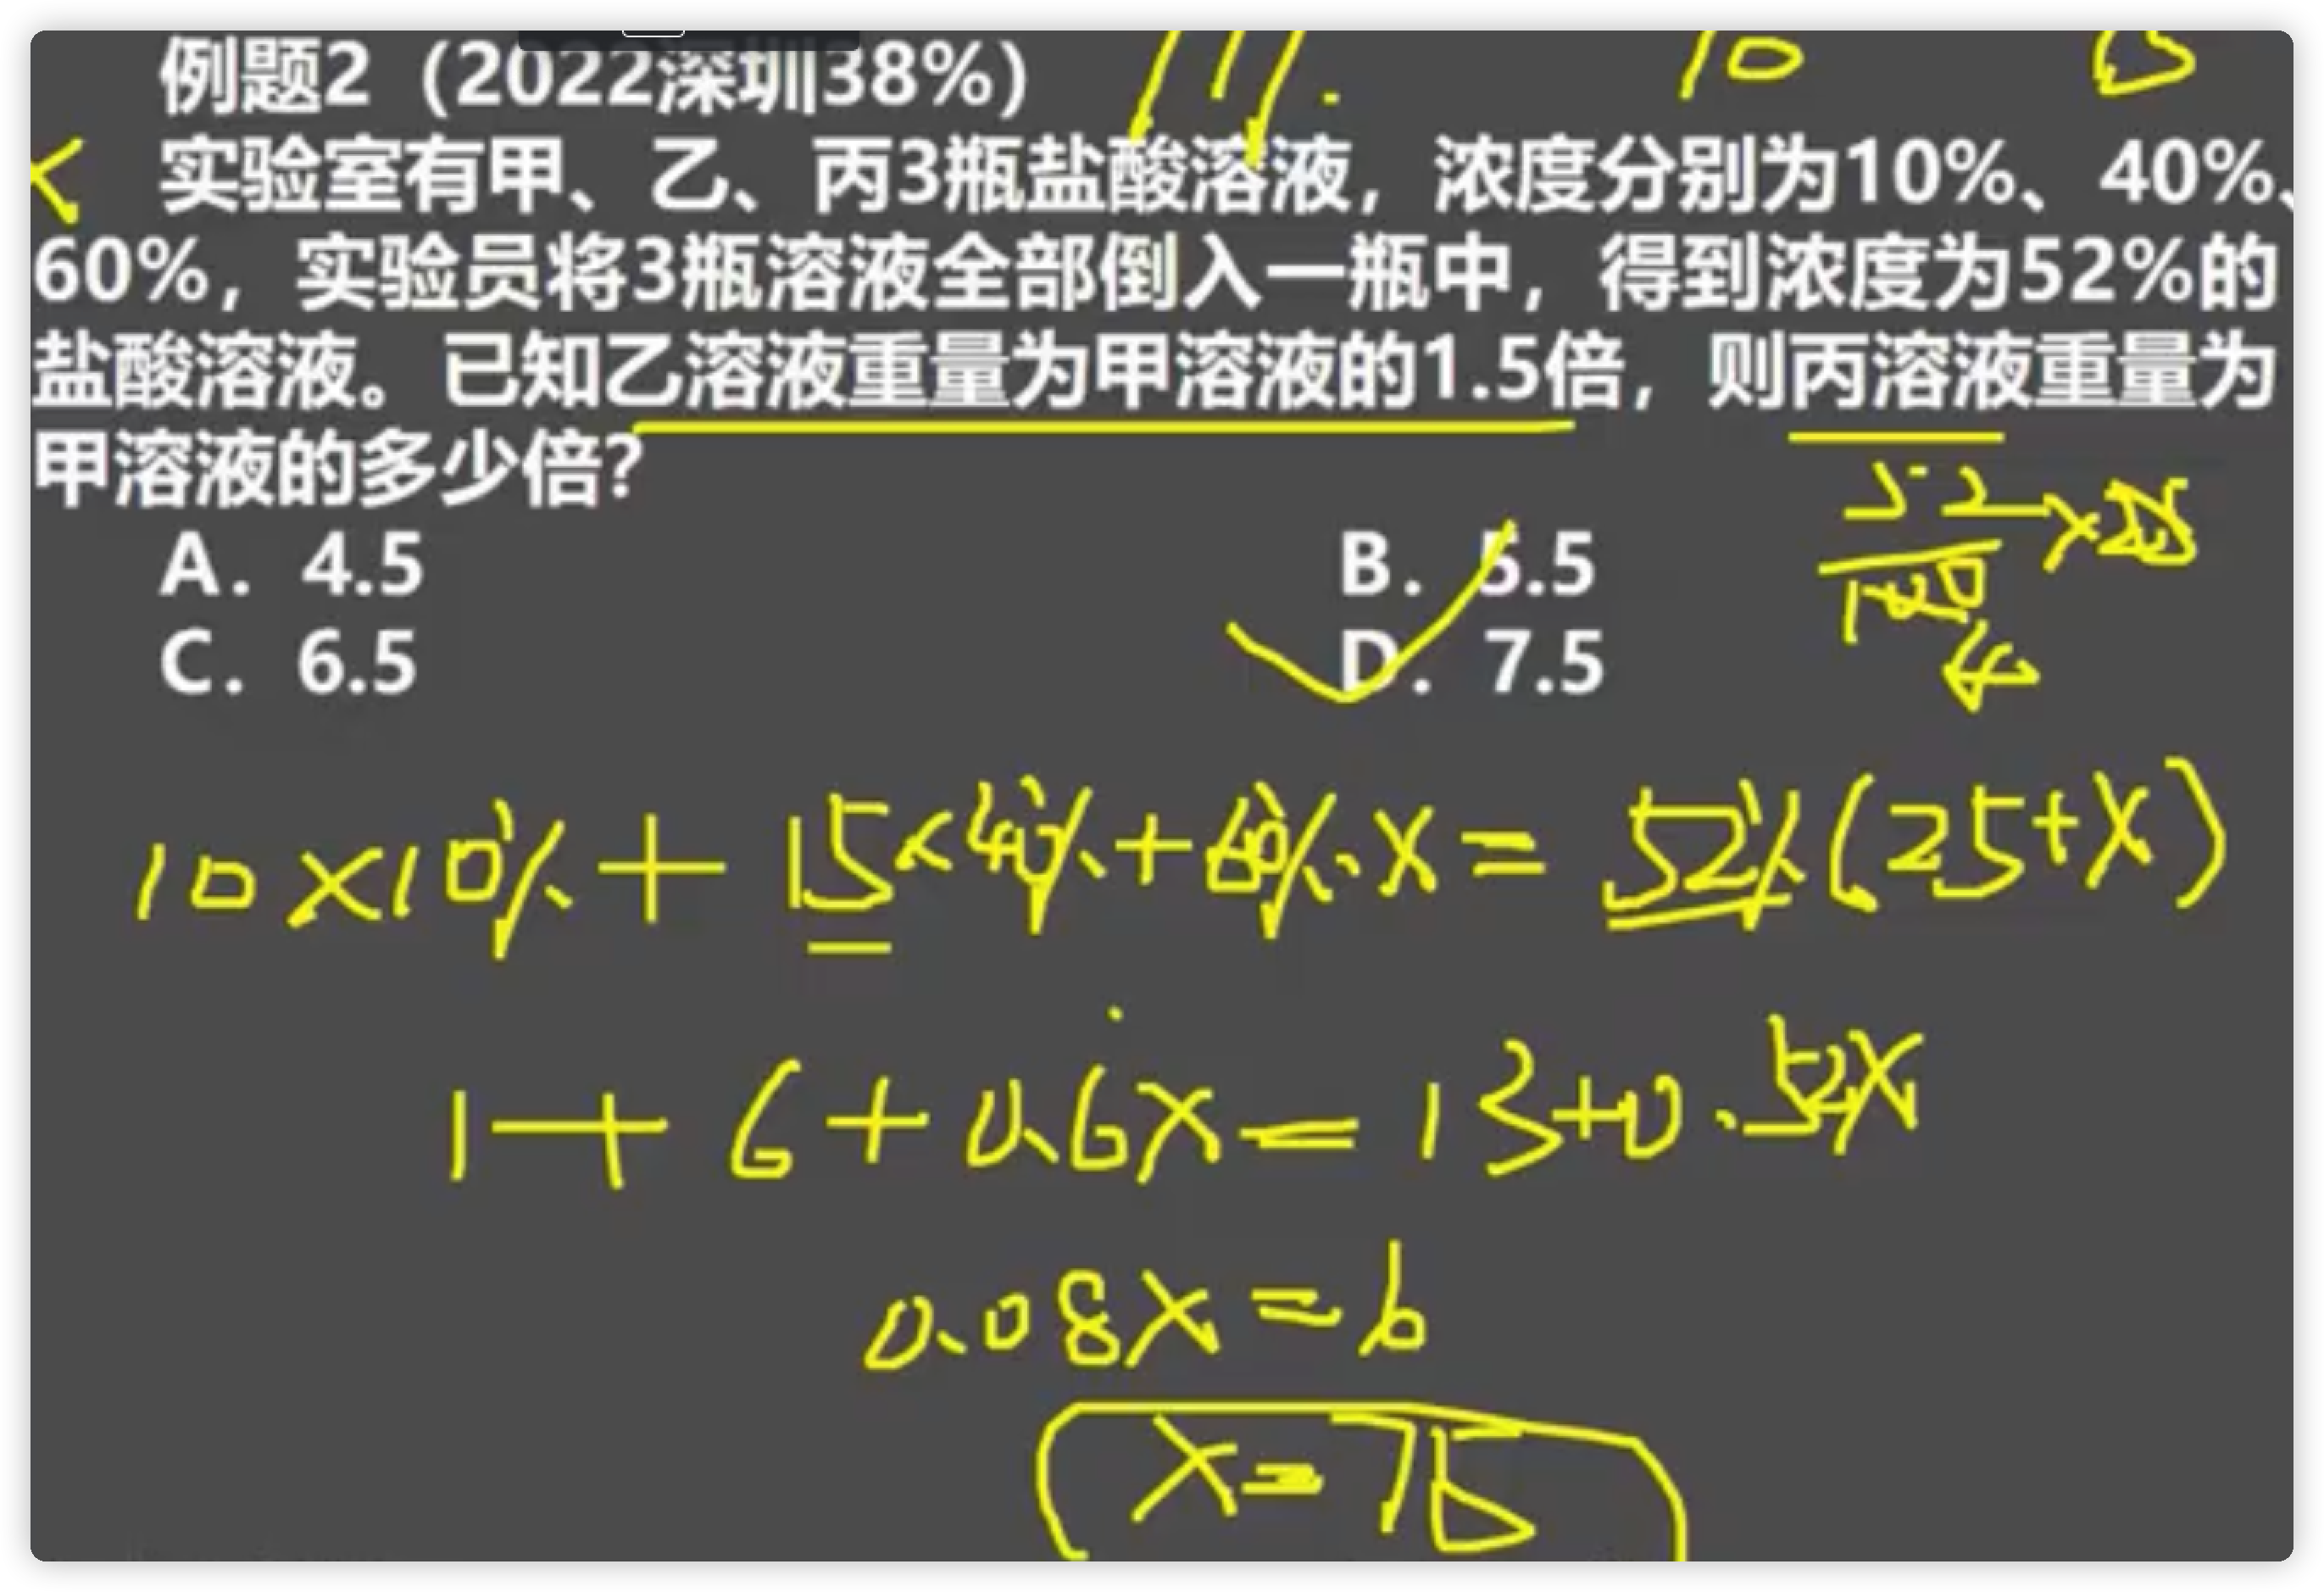 例题2（2022深圳38%）
10 15
实验室有甲、乙、丙3瓶盐酸溶液，浓度分别为10%、40%、
60%，实验员将3瓶溶液全部倒入一瓶中，得到浓度为52%的
盐酸溶液。已知乙溶液重量为甲溶液的1.5倍，则丙溶液重量为
甲溶液的多少倍？
A. 4.5 B. 5.5
C. 6.5 D. 7.5
10×10%+15×40%+60%·x=52%(25+x)
1+6+0.6x=13+0.52x
0.08x=6
x=75